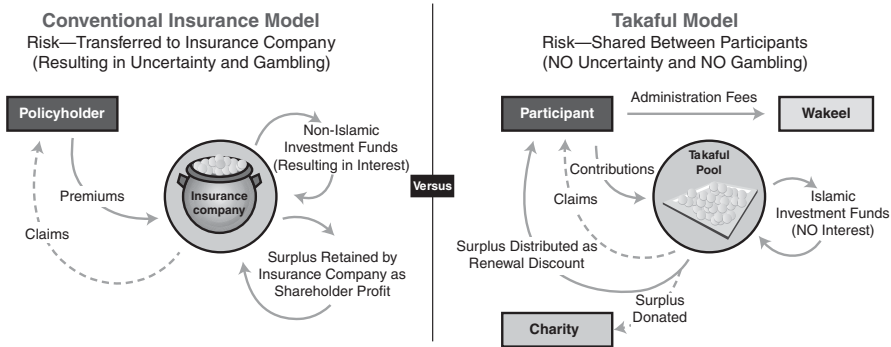 Conventional Insurance Model
Risk—Transferred to Insurance Company
(Resulting in Uncertainty and Gambling)
Policyholder
Non-Islamic
Investment Funds
(Resulting in Interest)
Insurance
company
Premiums
Claims
Surplus Retained by
Insurance Company as
Shareholder Profit
Versus
Takaful Model
Risk—Shared Between Participants
(NO Uncertainty and NO Gambling)
Participant
Administration Fees
Wakeel
Takaful
Pool
Contributions
Claims
Islamic
Investment Funds
(NO Interest)
Surplus Distributed as
Renewal Discount
Surplus
Donated
Charity